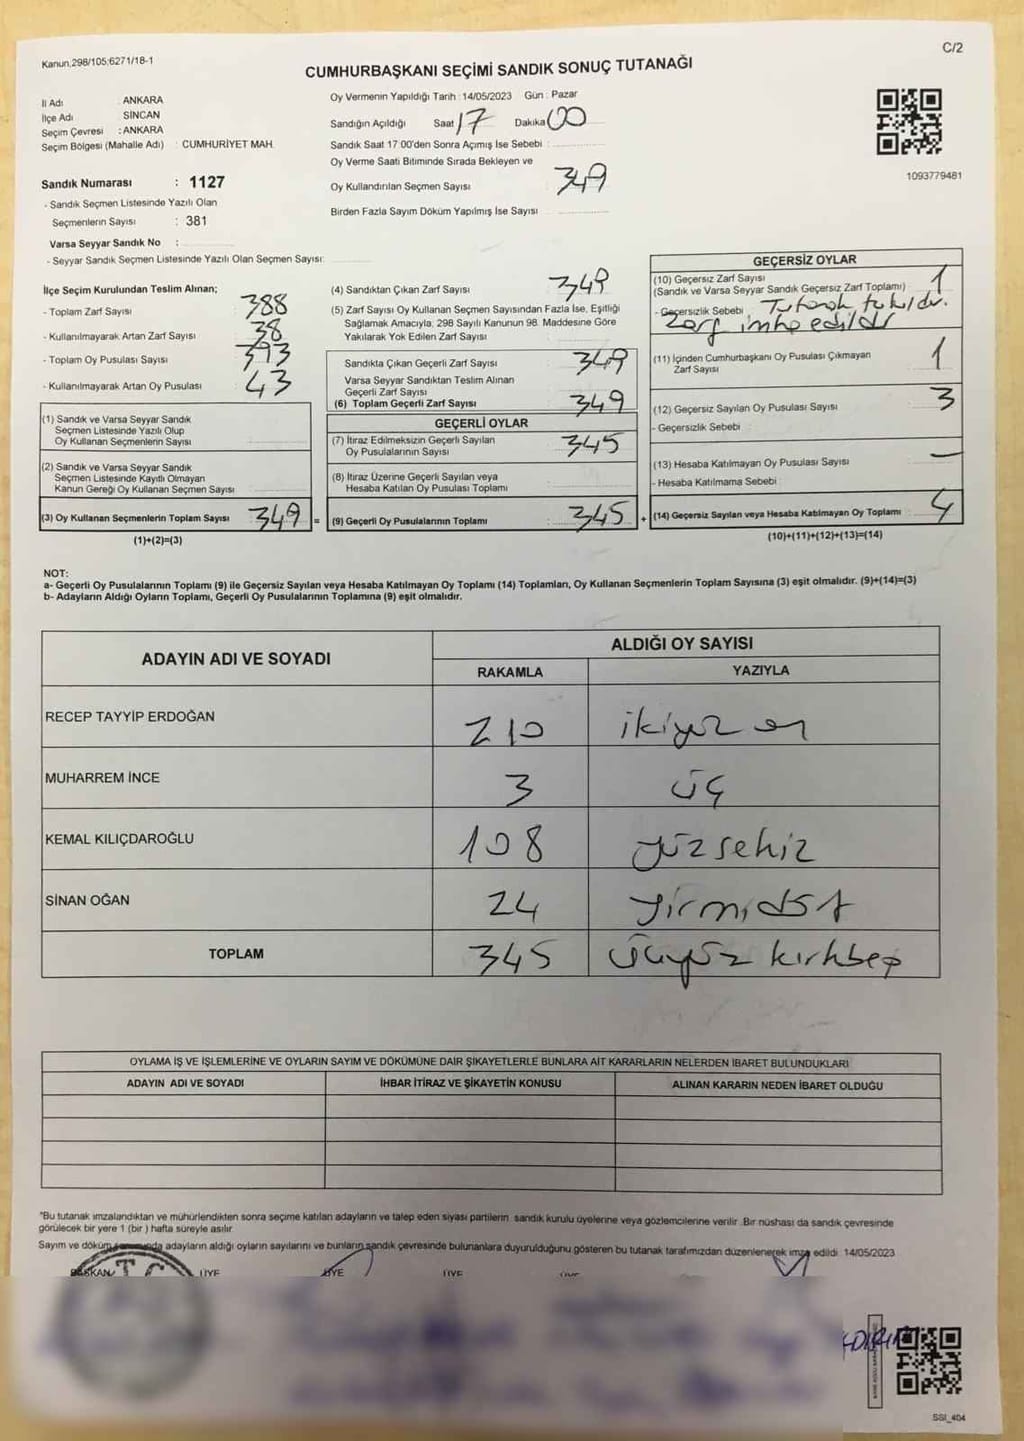 Kanun,298/105;6271/18-1
C/2
CUMHURBAŞKANI SEÇİMİ SANDIK SONUÇ TUTANAĞI
İl Adı : ANKARA
İlçe Adı SİNCAN
Seçim Çevresi : ANKARA
Seçim Bölgesi (Mahalle Adı) : CUMHURİYET MAH.
Sandık Numarası : 1127
- Sandık Seçmen Listesinde Yazılı Olan
Seçmenlerin Sayısı : 381
Varsa Seyyar Sandık No :
- Seyyar Sandık Seçmen Listesinde Yazılı Olan Seçmen Sayısı:
Oy Vermenin Yapıldığı Tarih : 14/05/2023 Gün : Pazar
Sandığın Açıldığı Saat 17 Dakika 00
Sandık Saat 17 00'den Sonra Açımış İse Sebebi :
Oy Verme Saati Bitiminde Sırada Bekleyen ve
Oy Kullandırılan Seçmen Sayısı 349
Birden Fazla Sayım Döküm Yapılmış İse Sayısı
1093779481
İlçe Seçim Kurulundan Teslim Alınan;
- Toplam Zarf Sayısı 388
- Kullanılmayarak Artan Zarf Sayısı 38
- Toplam Oy Pusulası Sayısı 393
- Kullanılmayarak Artan Oy Pusulası 43
(1) Sandık ve Varsa Seyyar Sandık
Seçmen Listesinde Yazılı Olup
Oy Kullanan Seçmenlerin Sayısı
(2) Sandık ve Varsa Seyyar Sandık
Seçmen Listesinde Kayıtlı Olmayan
Kanun Gereği Oy Kullanan Seçmen Sayısı
(3) Oy Kullanan Seçmenlerin Toplam Sayısı 349 =
(1)+(2)=(3)
(4) Sandıktan Çıkan Zarf Sayısı 349
(5) Zarf Sayısı Oy Kullanan Seçmen Sayısından Fazla İse, Eşitliği
Sağlamak Amacıyla, 298 Sayılı Kanunun 98. Maddesine Göre
Yakılarak Yok Edilen Zarf Sayısı
Sandıkta Çıkan Geçerli Zarf Sayısı 349
Varsa Seyyar Sandıktan Teslim Alınan
Geçerli Zarf Sayısı
(6) Toplam Geçerli Zarf Sayısı 349
GEÇERLİ OYLAR
(7) İtiraz Edilmeksizin Geçerli Sayılan
Oy Pusulalarının Sayısı 345
(8) İtiraz Üzerine Geçerli Sayılan veya
Hesaba Katılan Oy Pusulası Toplamı
(9) Geçerli Oy Pusulalarının Toplamı : 345 +
GEÇERSİZ OYLAR
(10) Geçersiz Zarf Sayısı 1
(Sandık ve Varsa Seyyar Sandık Geçersiz Zarf Toplamı)
- Geçersizlik Sebebi : Tutanak tutuldu.
Zarf imha edildi
(11) İçinden Cumhurbaşkanı Oy Pusulası Çıkmayan
Zarf Sayısı 1
(12) Geçersiz Sayılan Oy Pusulası Sayısı 3
- Geçersizlik Sebebi
(13) Hesaba Katılmayan Oy Pusulası Sayısı —
- Hesaba Katılmama Sebebi
(14) Geçersiz Sayılan veya Hesaba Katılmayan Oy Toplamı 4
(10)+(11)+(12)+(13)=(14)
NOT:
a- Geçerli Oy Pusulalarının Toplamı (9) ile Geçersiz Sayılan veya Hesaba Katılmayan Oy Toplamı (14) Toplamları, Oy Kullanan Seçmenlerin Toplam Sayısına (3) eşit olmalıdır. (9)+(14)=(3)
b- Adayların Aldığı Oyların Toplamı, Geçerli Oy Pusulalarının Toplamına (9) eşit olmalıdır.
ADAYIN ADI VE SOYADI
ALDIĞI OY SAYISI
RAKAMLA YAZIYLA
RECEP TAYYİP ERDOĞAN 210 ikiyüz on
MUHARREM İNCE 3 üç
KEMAL KILIÇDAROĞLU 108 yüzsekiz
SİNAN OĞAN 24 yirmidört
TOPLAM 345 üçyüz kırkbeş
OYLAMA İŞ VE İŞLEMLERİNE VE OYLARIN SAYIM VE DÖKÜMÜNE DAİR ŞİKAYETLERLE BUNLARA AİT KARARLARIN NELERDEN İBARET BULUNDUKLARI
ADAYIN ADI VE SOYADI İHBAR İTİRAZ VE ŞİKAYETİN KONUSU ALINAN KARARIN NEDEN İBARET OLDUĞU
"Bu tutanak imzalandıktan ve mühürlendikten sonra seçime katılan adayların ve talep eden siyasi partilerin sandık kurulu üyelerine veya gözlemcilerine verilir. Bir nüshası da sandık çevresinde
görülecek bir yere 1 (bir ) hafta süreyle asılır.
Sayım ve döküm adayların aldığı oyların sayılarını ve bunların sandık çevresinde bulunanlara duyurulduğunu gösteren bu tutanak tarafımızdan düzenlenerek imza edildi. 14/05/2023
BAŞKAN ÜYE ÜYE ÜYE
T.C.
SSI_404